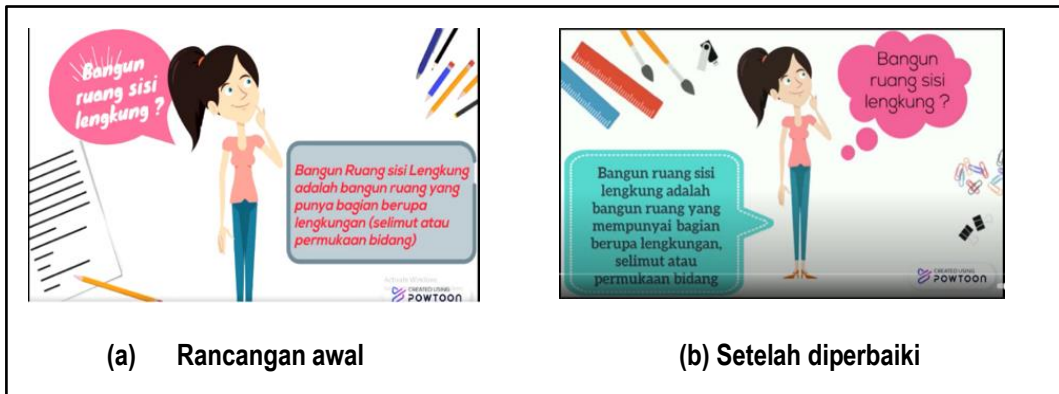 Bangun
ruang sisi
lengkung ?
Bangun Ruang sisi Lengkung
adalah bangun ruang yang
punya bagian berupa
lengkungan (selimut atau
permukaan bidang)
Activate Windows
CREATED USING
POWTOON
Bangun
ruang sisi
lengkung ?
Bangun ruang sisi
lengkung adalah
bangun ruang yang
mempunyai bagian
berupa lengkungan,
selimut atau
permukaan bidang
CREATED USING
POWTOON
(a) Rancangan awal
(b) Setelah diperbaiki